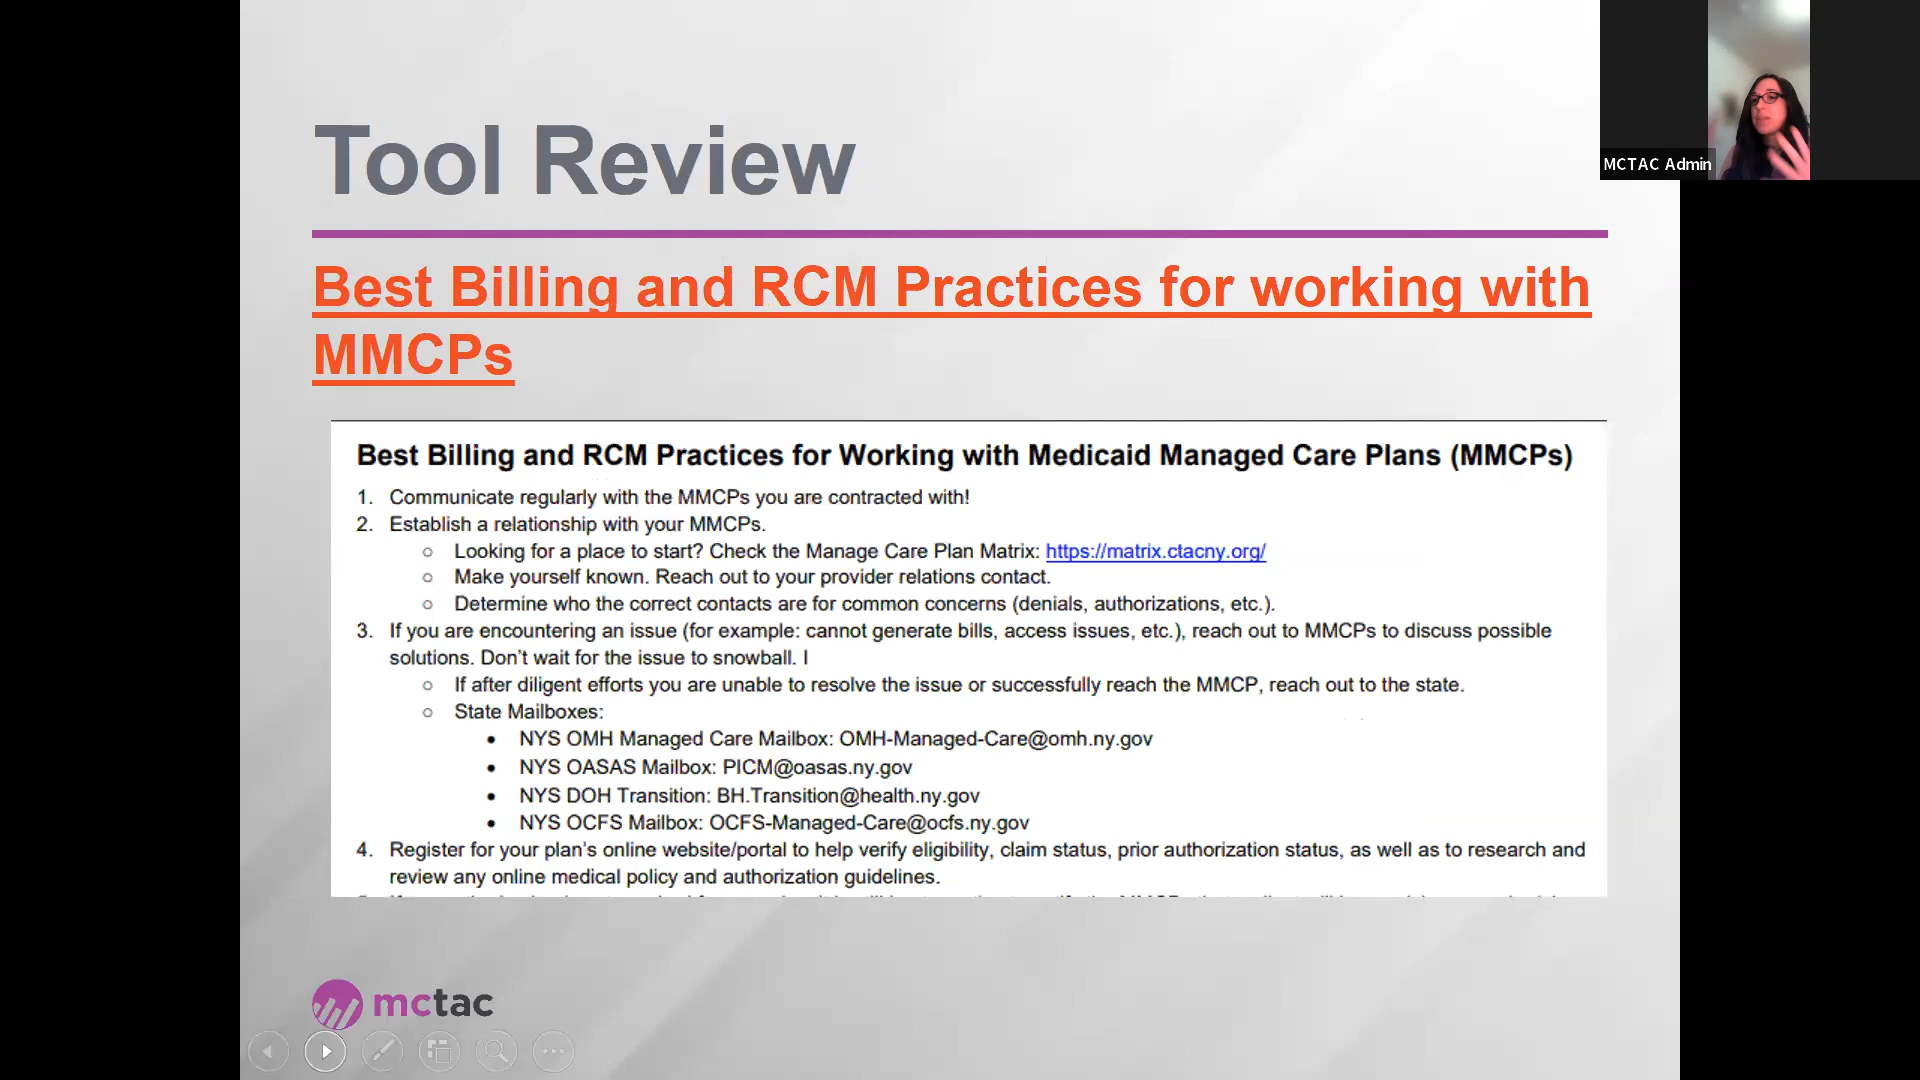 Tool Review
MCTAC Admin
Best Billing and RCM Practices for working with
MMCPs
Best Billing and RCM Practices for Working with Medicaid Managed Care Plans (MMCPs)
1. Communicate regularly with the MMCPs you are contracted with!
2. Establish a relationship with your MMCPs.
○ Looking for a place to start? Check the Manage Care Plan Matrix: https://matrix.ctacny.org/
○ Make yourself known. Reach out to your provider relations contact.
○ Determine who the correct contacts are for common concerns (denials, authorizations, etc.).
3. If you are encountering an issue (for example: cannot generate bills, access issues, etc.), reach out to MMCPs to discuss possible
solutions. Don't wait for the issue to snowball. I
○ If after diligent efforts you are unable to resolve the issue or successfully reach the MMCP, reach out to the state.
○ State Mailboxes:
• NYS OMH Managed Care Mailbox: OMH-Managed-Care@omh.ny.gov
• NYS OASAS Mailbox: PICM@oasas.ny.gov
• NYS DOH Transition: BH.Transition@health.ny.gov
• NYS OCFS Mailbox: OCFS-Managed-Care@ocfs.ny.gov
4. Register for your plan's online website/portal to help verify eligibility, claim status, prior authorization status, as well as to research and
review any online medical policy and authorization guidelines.
mctac